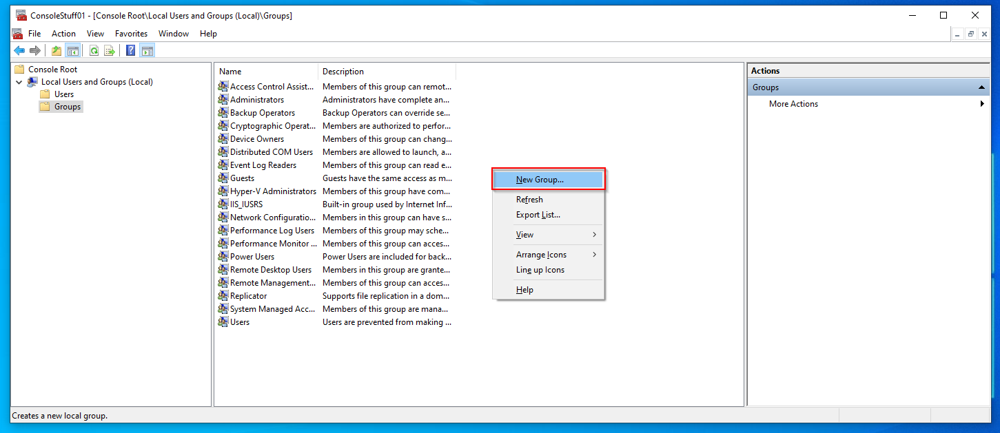 ConsoleStuff01 - [Console Root\Local Users and Groups (Local)\Groups]
File Action View Favorites Window Help
Console Root
Local Users and Groups (Local)
Users
Groups
Name Description
Access Control Assist... Members of this group can remot...
Administrators Administrators have complete an...
Backup Operators Backup Operators can override se...
Cryptographic Operat... Members are authorized to perfor...
Device Owners Members of this group can chang...
Distributed COM Users Members are allowed to launch, a...
Event Log Readers Members of this group can read e...
Guests Guests have the same access as m...
Hyper-V Administrators Members of this group have com...
IIS_IUSRS Built-in group used by Internet Inf...
Network Configuratio... Members in this group can have s...
Performance Log Users Members of this group may sche...
Performance Monitor ... Members of this group can acces...
Power Users Power Users are included for back...
Remote Desktop Users Members in this group are grante...
Remote Management... Members of this group can acces...
Replicator Supports file replication in a dom...
System Managed Acc... Members of this group are mana...
Users Users are prevented from making ...
New Group...
Refresh
Export List...
View
Arrange Icons
Line up Icons
Help
Actions
Groups
More Actions
Creates a new local group.